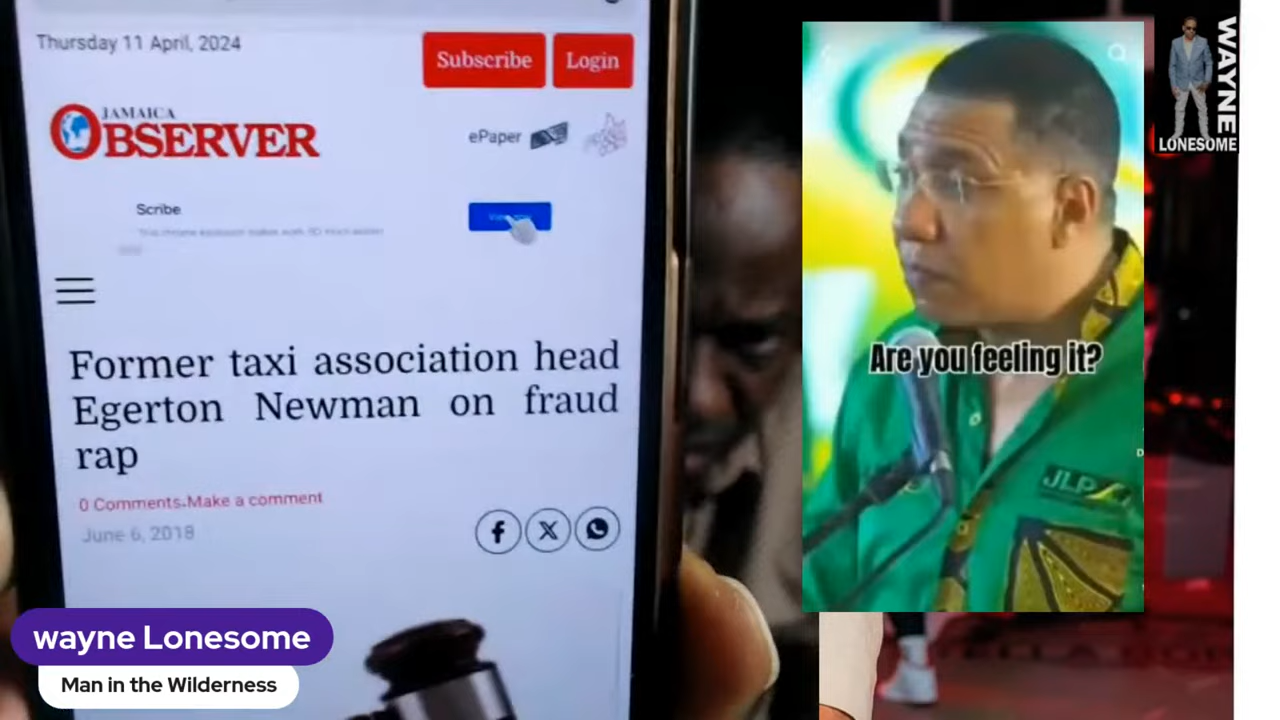 Thursday 11 April, 2024
Subscribe
Login
JAMAICA
OBSERVER
ePaper
Scribe
Former taxi association head
Egerton Newman on fraud
rap
0 Comments.Make a comment
June 6, 2018
wayne Lonesome
Man in the Wilderness
Are you feeling it?
JLP
WAYNE
LONESOME